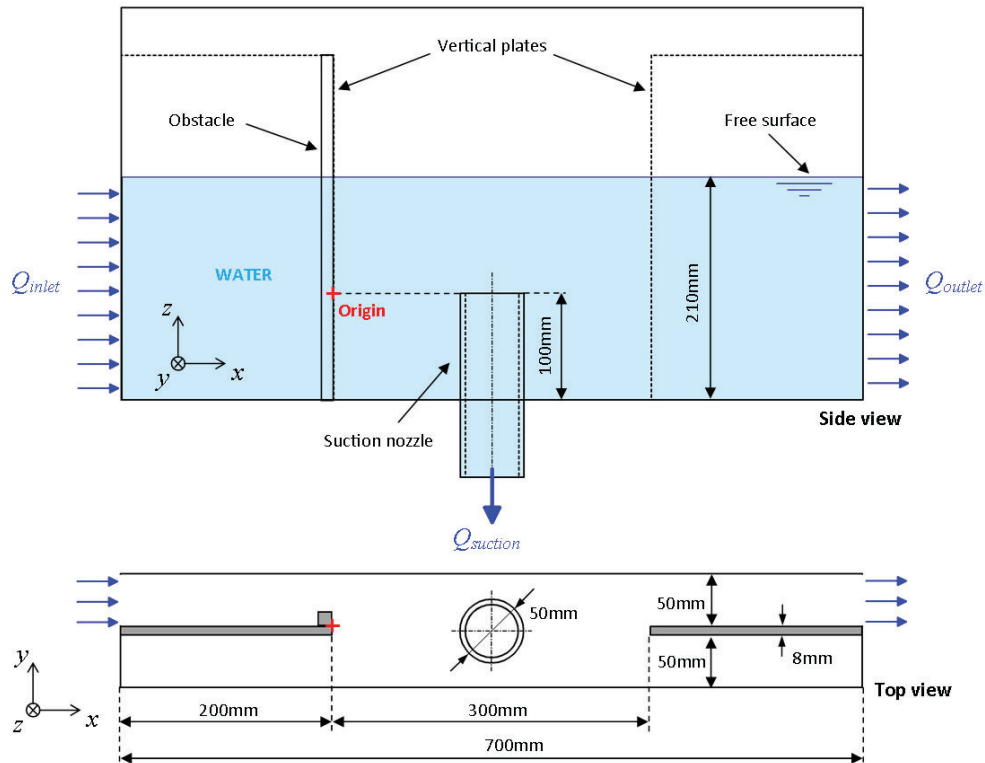 Vertical plates
Obstacle
Free surface
WATER
Q_inlet
Q_outlet
Origin
z
y
x
210mm
100mm
Suction nozzle
Side view
Q_suction
50mm
50mm
50mm
8mm
y
z
x
Top view
200mm
300mm
700mm